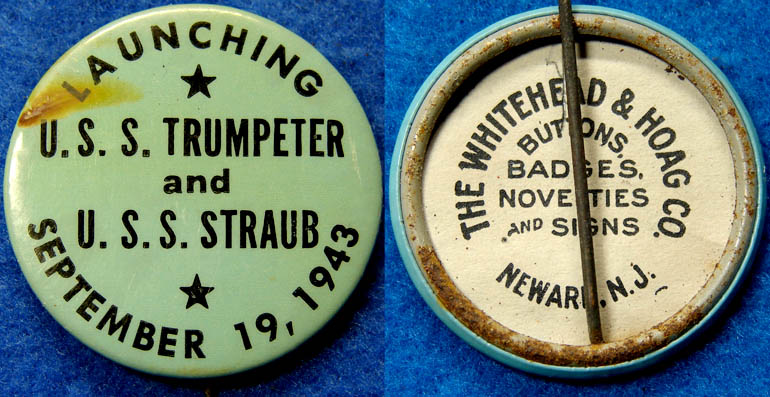 LAUNCHING
U. S. S. TRUMPETER
and
U. S. S. STRAUB
SEPTEMBER 19, 1943
THE WHITEHEAD & HOAG CO.
BUTTONS,
BADGES,
NOVELTIES
AND SIGNS
NEWARK, N.J.